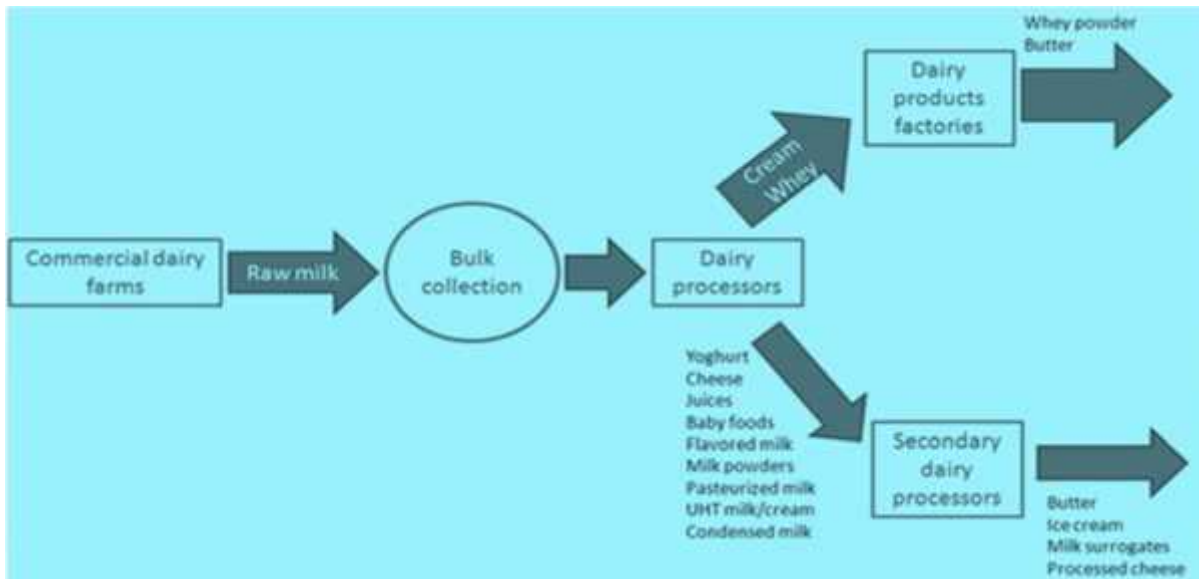 Commercial dairy
farms
Raw milk
Bulk
collection
Dairy
processors
Cream
Whey
Dairy
products
factories
Whey powder
Butter
Yoghurt
Cheese
Juices
Baby foods
Flavored milk
Milk powders
Pasteurized milk
UHT milk/cream
Condensed milk
Secondary
dairy
processors
Butter
Ice cream
Milk surrogates
Processed cheese